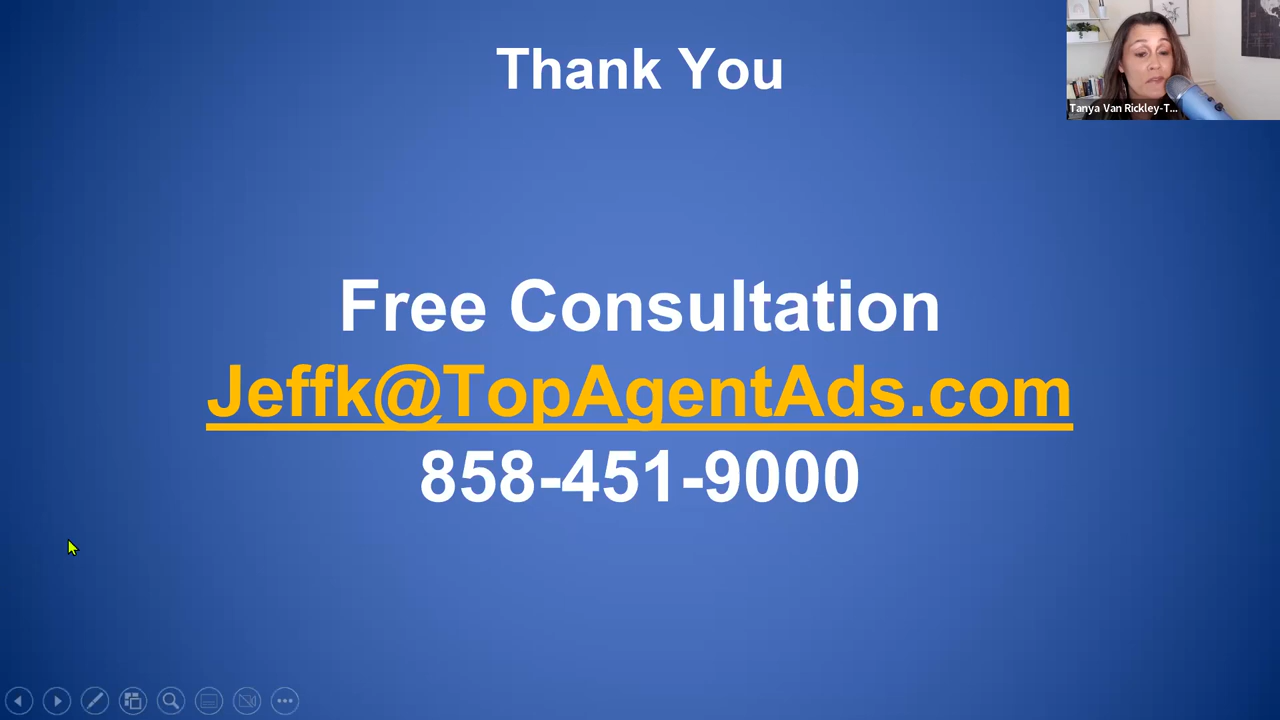 Thank You
Tanya Van Rickley-T...
Free Consultation
Jeffk@TopAgentAds.com
858-451-9000